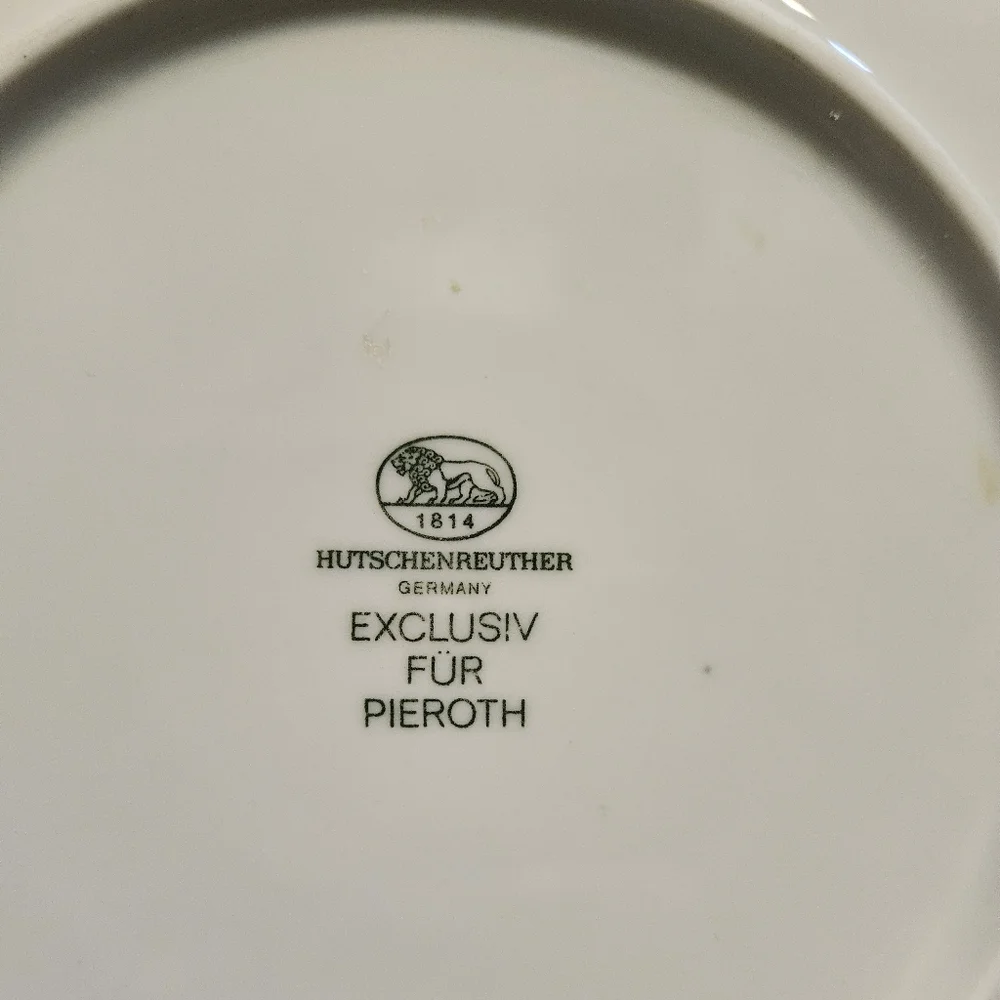 1814
HUTSCHENREUTHER
GERMANY
EXCLUSIV
FÜR
PIEROTH